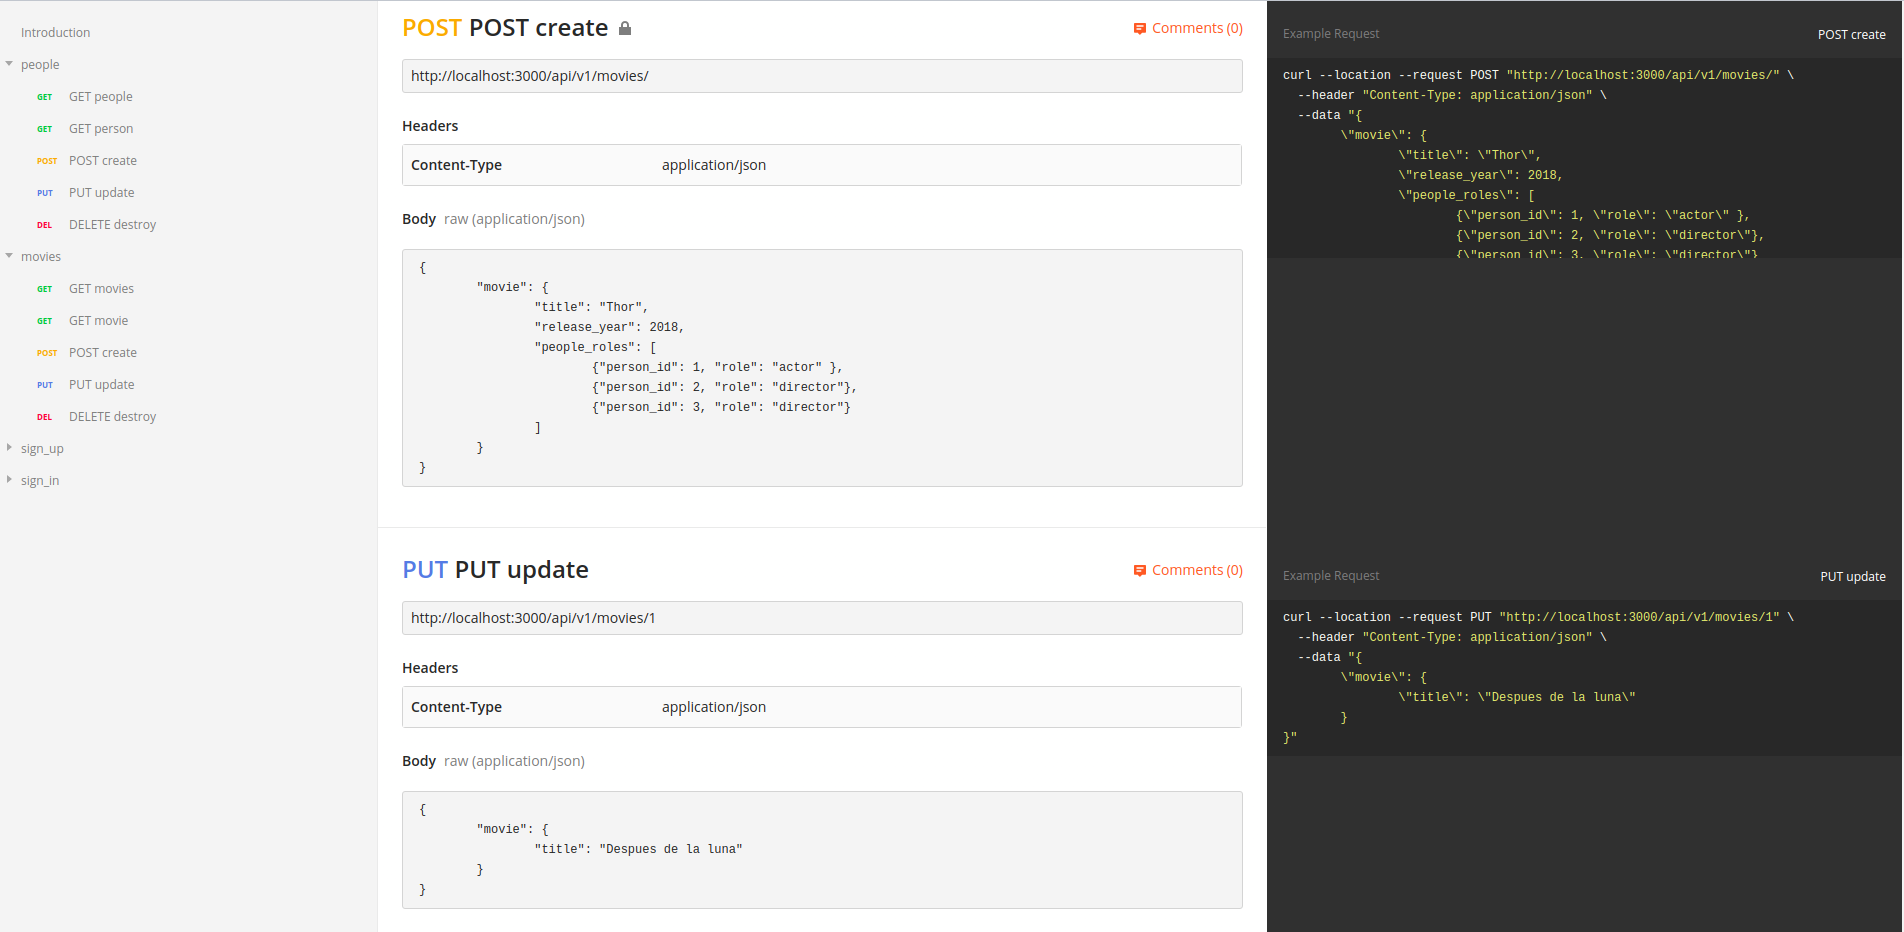 Introduction
people
GET GET people
GET GET person
POST POST create
PUT PUT update
DEL DELETE destroy
movies
GET GET movies
GET GET movie
POST POST create
PUT PUT update
DEL DELETE destroy
sign_up
sign_in
POST POST create
Comments (0)
http://localhost:3000/api/v1/movies/
Headers
Content-Type application/json
Body raw (application/json)
{
"movie": {
"title": "Thor",
"release_year": 2018,
"people_roles": [
{"person_id": 1, "role": "actor" },
{"person_id": 2, "role": "director"},
{"person_id": 3, "role": "director"}
]
}
}
PUT PUT update
Comments (0)
http://localhost:3000/api/v1/movies/1
Headers
Content-Type application/json
Body raw (application/json)
{
"movie": {
"title": "Despues de la luna"
}
}
Example Request POST create
curl --location --request POST "http://localhost:3000/api/v1/movies/" \
--header "Content-Type: application/json" \
--data "{
\"movie\": {
\"title\": \"Thor\",
\"release_year\": 2018,
\"people_roles\": [
{\"person_id\": 1, \"role\": \"actor\" },
{\"person_id\": 2, \"role\": \"director\"},
{\"person_id\": 3, \"role\": \"director\"}
Example Request PUT update
curl --location --request PUT "http://localhost:3000/api/v1/movies/1" \
--header "Content-Type: application/json" \
--data "{
\"movie\": {
\"title\": \"Despues de la luna\"
}
}"